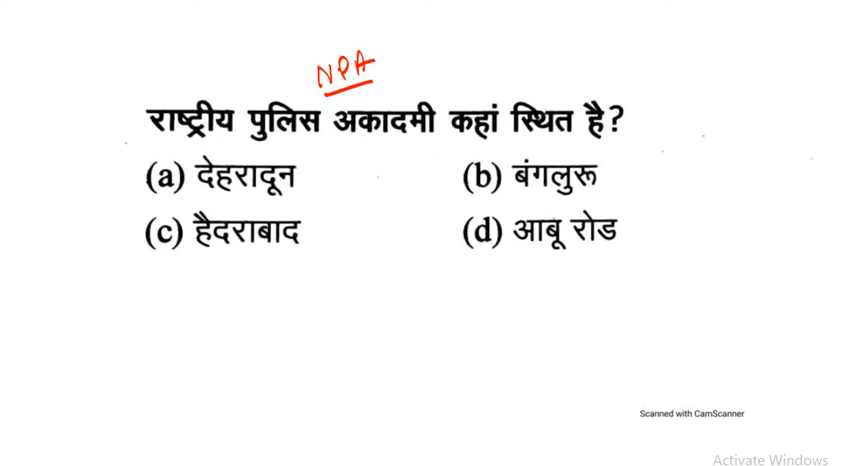 NPA
राष्ट्रीय पुलिस अकादमी कहां स्थित है?
(a) देहरादून (b) बंगलुरू
(c) हैदराबाद (d) आबू रोड
Scanned with CamScanner
Activate Windows